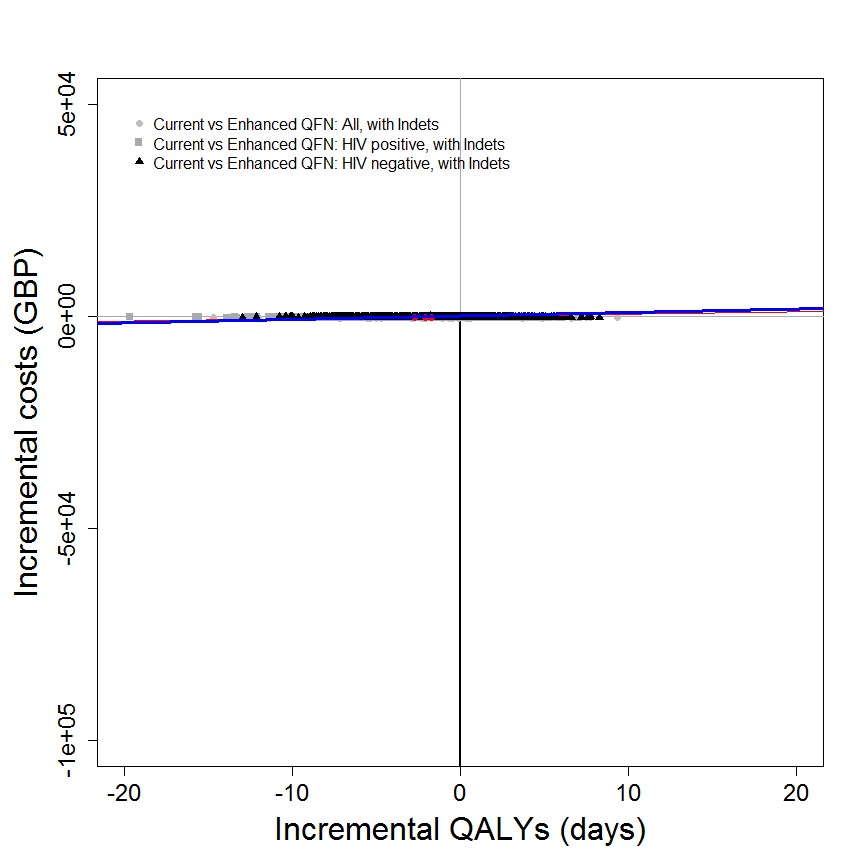 5e+04
Current vs Enhanced QFN: All, with Indets
Current vs Enhanced QFN: HIV positive, with Indets
Current vs Enhanced QFN: HIV negative, with Indets
0e+00
Incremental costs (GBP)
-5e+04
-1e+05
-20 -10 0 10 20
Incremental QALYs (days)